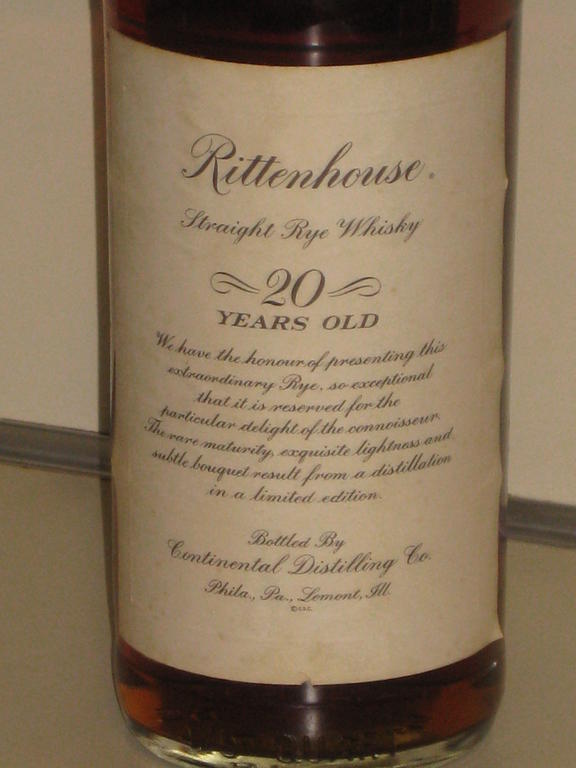 Rittenhouse®
Straight Rye Whisky
20
YEARS OLD
We have the honour of presenting this
extraordinary Rye, so exceptional
that it is reserved for the
particular delight of the connoisseur.
The rare maturity, exquisite lightness and
subtle bouquet result from a distillation
in a limited edition.
Bottled By
Continental Distilling Co.
Phila., Pa., Lemont, Ill.